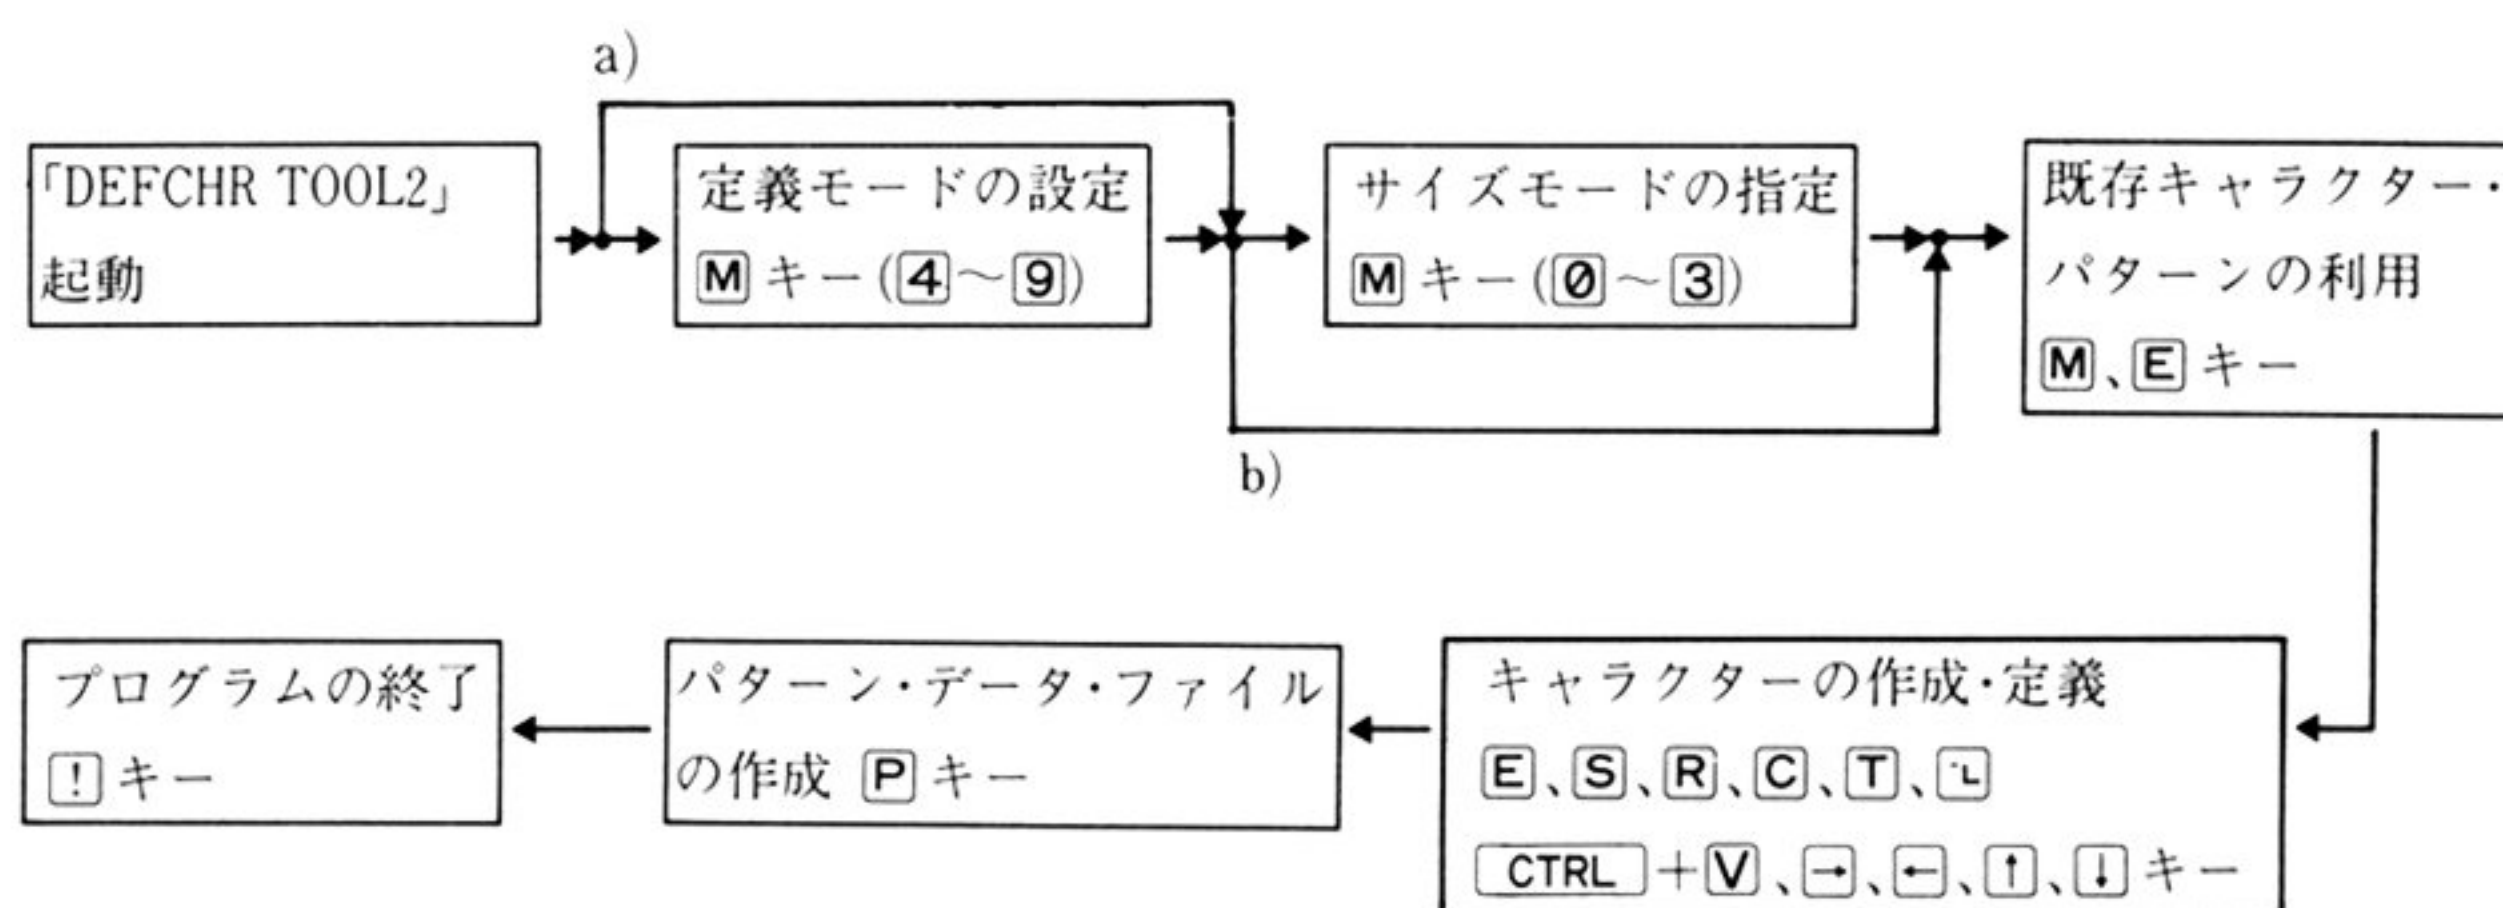 a)
「DEFCHR TOOL2」
起動
定義モードの設定
M キー(4～9)
サイズモードの指定
M キー(0～3)
既存キャラクター・
パターンの利用
M、E キー
b)
キャラクターの作成・定義
E、S、R、C、T、
CTRL+V、→、←、↑、↓キー
パターン・データ・ファイル
の作成 P キー
プログラムの終了
! キー